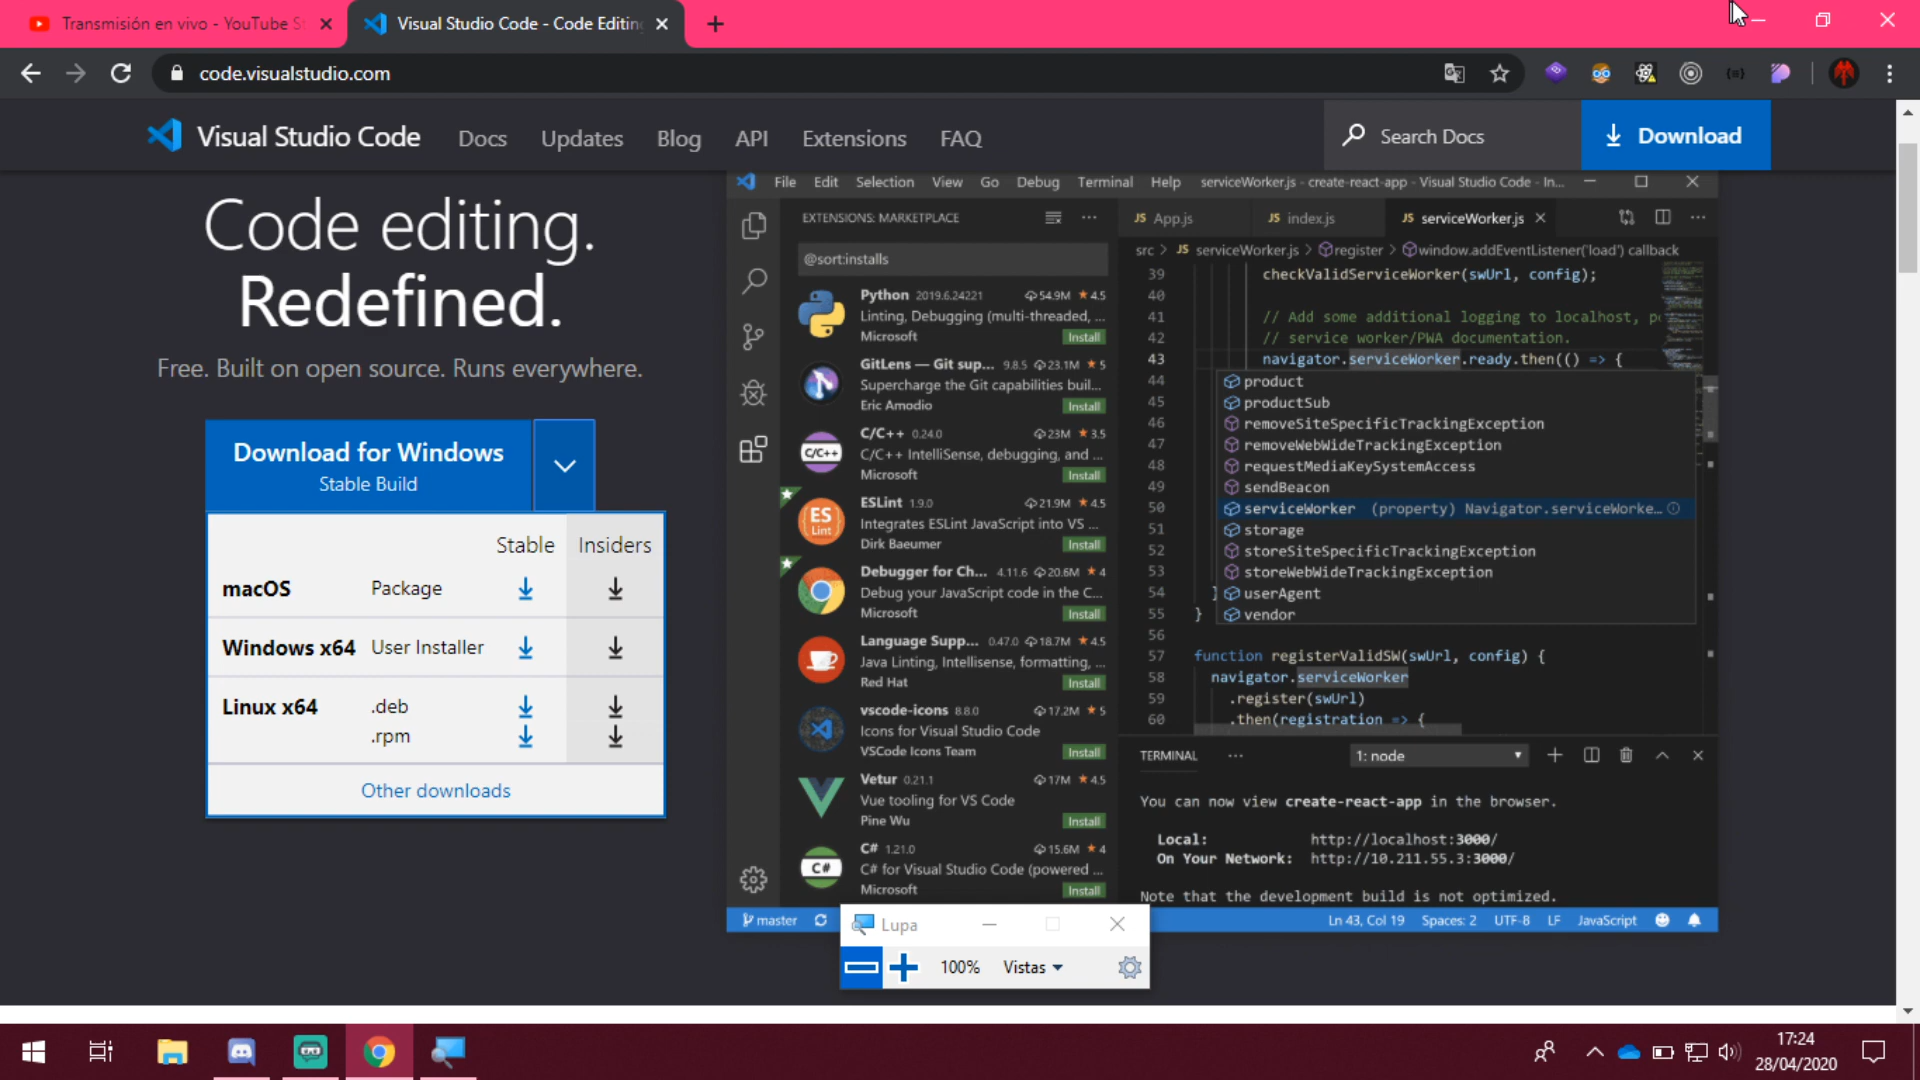 Transmisión en vivo - YouTube S
Visual Studio Code - Code Editing
code.visualstudio.com
Visual Studio Code
Docs
Updates
Blog
API
Extensions
FAQ
Search Docs
Download
Code editing.
Redefined.
Free. Built on open source. Runs everywhere.
Download for Windows
Stable Build
Stable Insiders
macOS Package
Windows x64 User Installer
Linux x64 .deb
.rpm
Other downloads
File Edit Selection View Go Debug Terminal Help serviceWorker.js - create-react-app - Visual Studio Code - In...
EXTENSIONS: MARKETPLACE
@sort:installs
Python 2019.6.24221 54.9M ★ 4.5
Linting, Debugging (multi-threaded, ...
Microsoft Install
GitLens — Git sup... 9.8.5 23.1M ★ 5
Supercharge the Git capabilities buil...
Eric Amodio Install
C/C++ 0.24.0 23M ★ 3.5
C/C++ IntelliSense, debugging, and ...
Microsoft Install
ESLint 1.9.0 21.9M ★ 4.5
Integrates ESLint JavaScript into VS ...
Dirk Baeumer Install
Debugger for Ch... 4.11.6 20.6M ★ 4
Debug your JavaScript code in the C...
Microsoft Install
Language Supp... 0.47.0 18.7M ★ 4.5
Java Linting, Intellisense, formatting, ...
Red Hat Install
vscode-icons 8.8.0 17.2M ★ 5
Icons for Visual Studio Code
VSCode Icons Team Install
Vetur 0.21.1 17M ★ 4.5
Vue tooling for VS Code
Pine Wu Install
C# 1.21.0 15.6M ★ 4
C# for Visual Studio Code (powered ...
Microsoft Install
C/C++
ES
Lint
C#
JS App.js JS index.js JS serviceWorker.js
src > JS serviceWorker.js > register > window.addEventListener('load') callback
39 checkValidServiceWorker(swUrl, config);
40
41 // Add some additional logging to localhost, p
42 // service worker/PWA documentation.
43 navigator.serviceWorker.ready.then(() => {
44 product
45 productSub
46 removeSiteSpecificTrackingException
47 removeWebWideTrackingException
48 requestMediaKeySystemAccess
49 sendBeacon
50 serviceWorker (property) Navigator.serviceWorke...
51 storage
52 storeSiteSpecificTrackingException
53 storeWebWideTrackingException
54 } userAgent
55 } vendor
56
57 function registerValidSW(swUrl, config) {
58 navigator.serviceWorker
59 .register(swUrl)
60 .then(registration => {
TERMINAL ... 1: node
You can now view create-react-app in the browser.
Local: http://localhost:3000/
On Your Network: http://10.211.55.3:3000/
Note that the development build is not optimized.
master
Ln 43, Col 19 Spaces: 2 UTF-8 LF JavaScript
Lupa
100% Vistas
17:24
28/04/2020